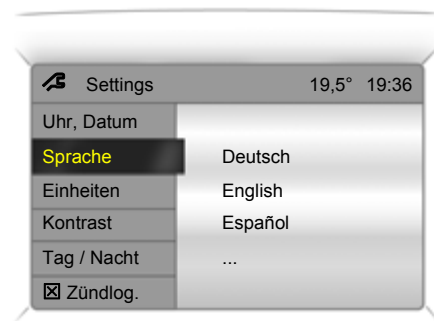 Settings 19,5° 19:36
Uhr, Datum
Sprache Deutsch
Einheiten English
Kontrast Español
Tag / Nacht ...
Zündlog.